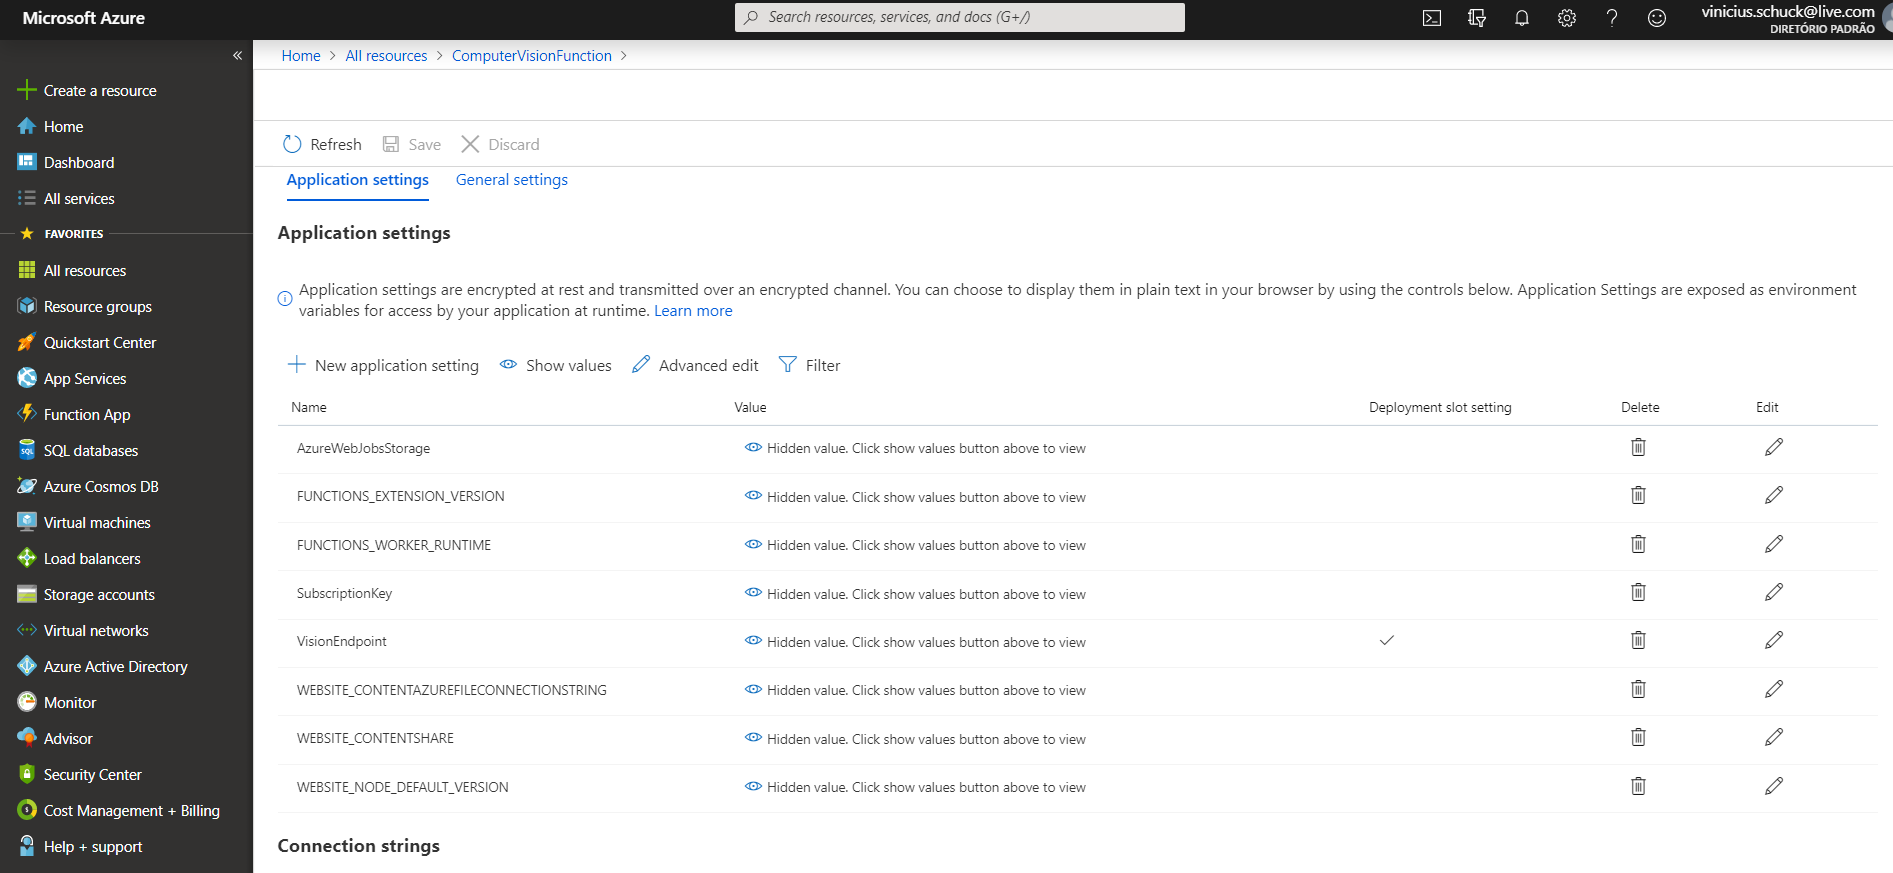 Microsoft Azure
Search resources, services, and docs (G+/)
vinicius.schuck@live.com
DIRETÓRIO PADRÃO
Create a resource
Home
Dashboard
All services
FAVORITES
All resources
Resource groups
Quickstart Center
App Services
Function App
SQL databases
Azure Cosmos DB
Virtual machines
Load balancers
Storage accounts
Virtual networks
Azure Active Directory
Monitor
Advisor
Security Center
Cost Management + Billing
Help + support
Home > All resources > ComputerVisionFunction >
Refresh Save Discard
Application settings General settings
Application settings
Application settings are encrypted at rest and transmitted over an encrypted channel. You can choose to display them in plain text in your browser by using the controls below. Application Settings are exposed as environment
variables for access by your application at runtime. Learn more
New application setting Show values Advanced edit Filter
Name Value Deployment slot setting Delete Edit
AzureWebJobsStorage Hidden value. Click show values button above to view
FUNCTIONS_EXTENSION_VERSION Hidden value. Click show values button above to view
FUNCTIONS_WORKER_RUNTIME Hidden value. Click show values button above to view
SubscriptionKey Hidden value. Click show values button above to view
VisionEndpoint Hidden value. Click show values button above to view
WEBSITE_CONTENTAZUREFILECONNECTIONSTRING Hidden value. Click show values button above to view
WEBSITE_CONTENTSHARE Hidden value. Click show values button above to view
WEBSITE_NODE_DEFAULT_VERSION Hidden value. Click show values button above to view
Connection strings